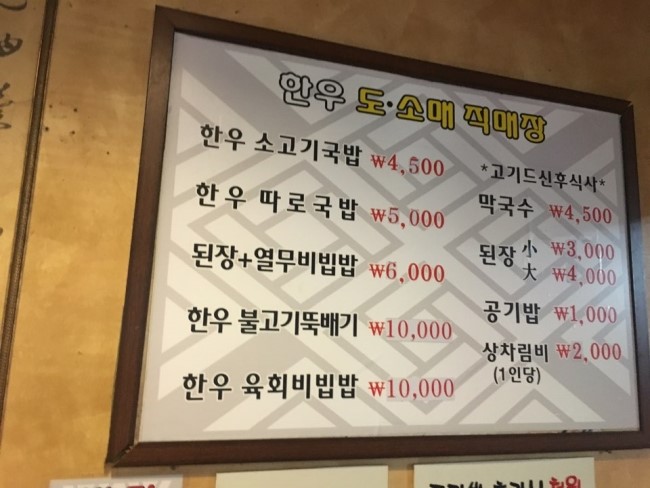 한우 도·소매 직매장
한우 소고기국밥 ₩4,500
한우 따로국밥 ₩5,000
된장+열무비빔밥 ₩6,000
한우 불고기뚝배기 ₩10,000
한우 육회비빔밥 ₩10,000
*고기드신후식사*
막국수 ₩4,500
된장 小 ₩3,000
大 ₩4,000
공기밥 ₩1,000
상차림비 ₩2,000
(1인당)